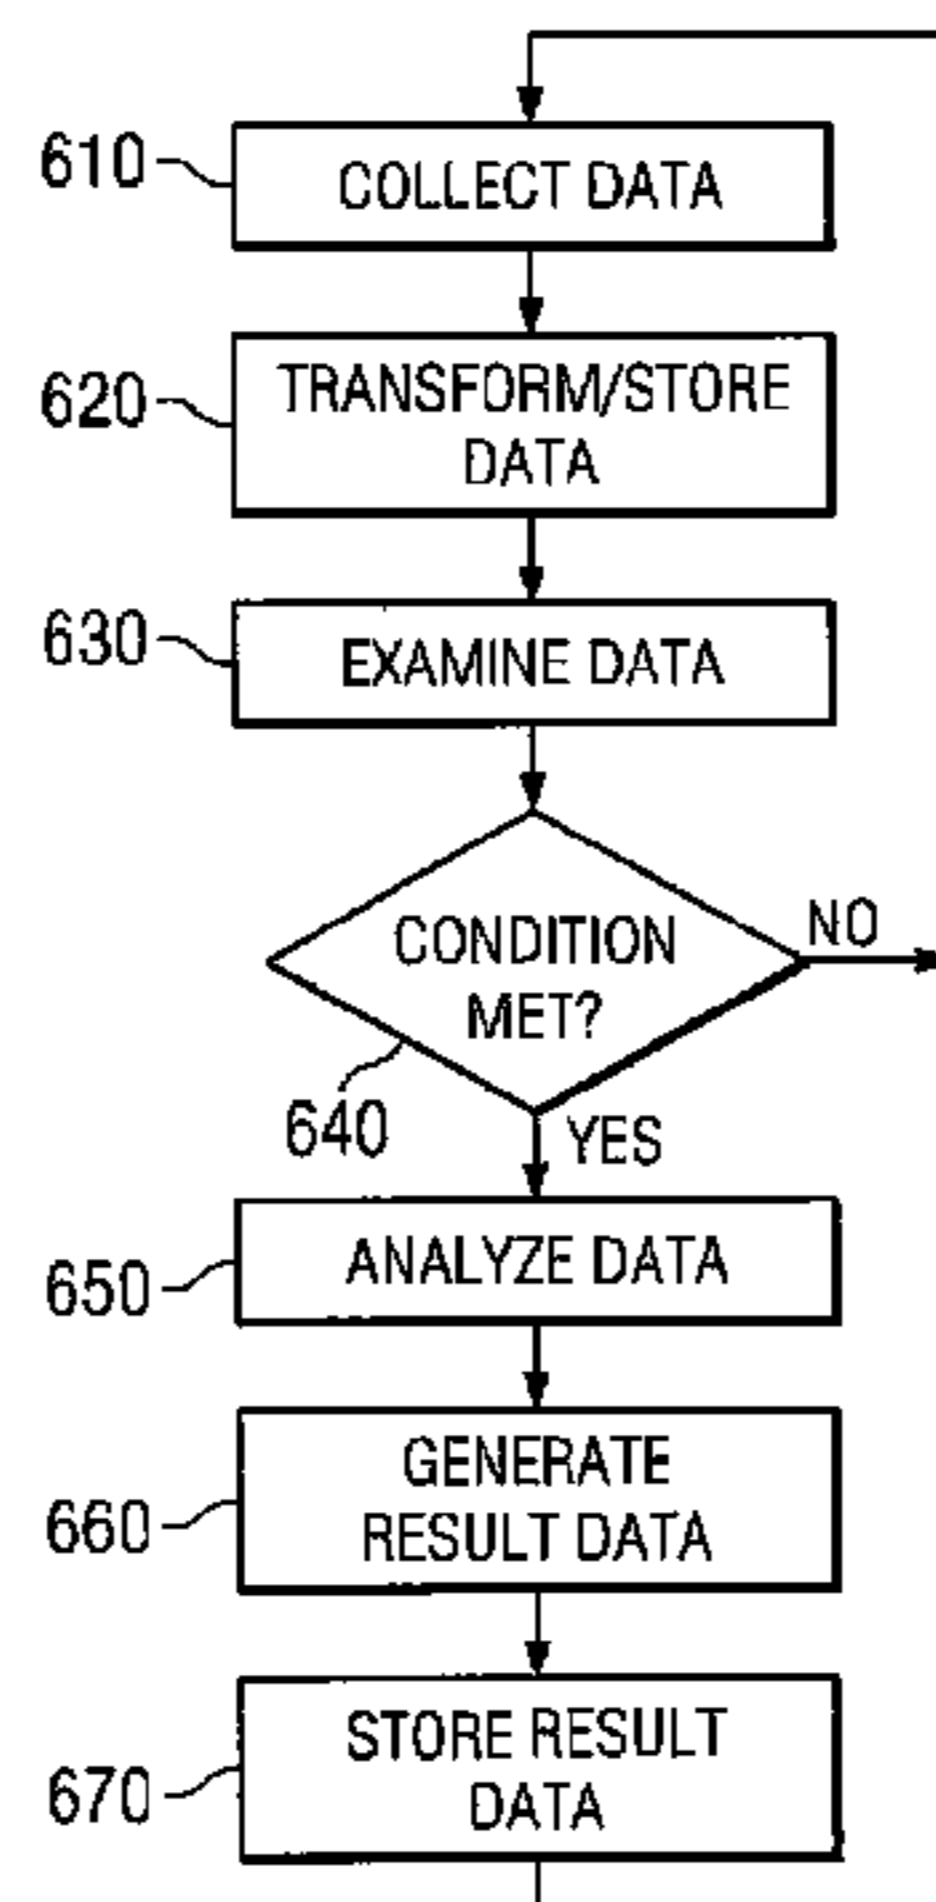 610
COLLECT DATA
620
TRANSFORM/STORE
DATA
630
EXAMINE DATA
CONDITION
MET?
NO
640
YES
650
ANALYZE DATA
660
GENERATE
RESULT DATA
670
STORE RESULT
DATA